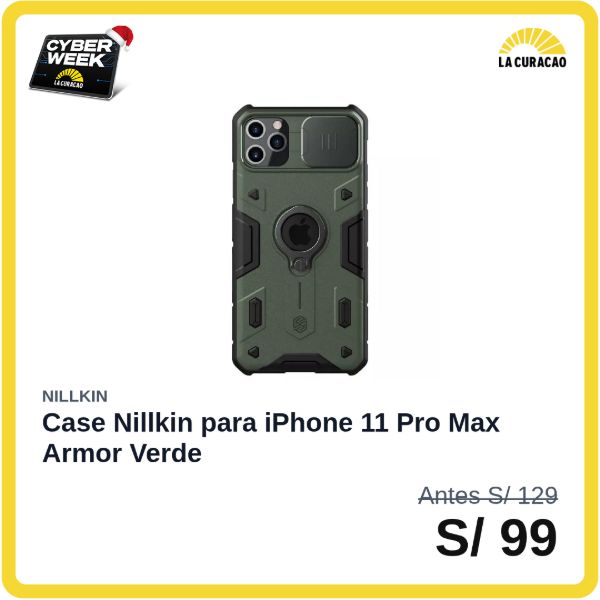 CYBER
WEEK
LA CURACAO
LA CURACAO
NILLKIN
Case Nillkin para iPhone 11 Pro Max
Armor Verde
Antes S/ 129
S/ 99